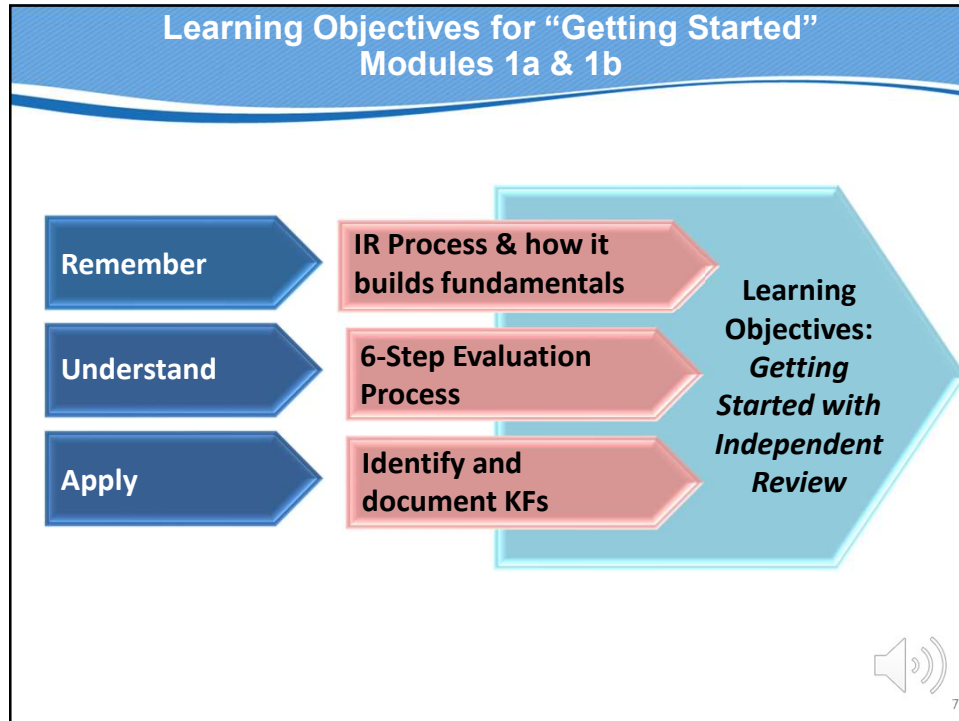 Learning Objectives for “Getting Started”
Modules 1a & 1b
Remember
IR Process & how it
builds fundamentals
Understand
6-Step Evaluation
Process
Apply
Identify and
document KFs
Learning
Objectives:
Getting
Started with
Independent
Review
7